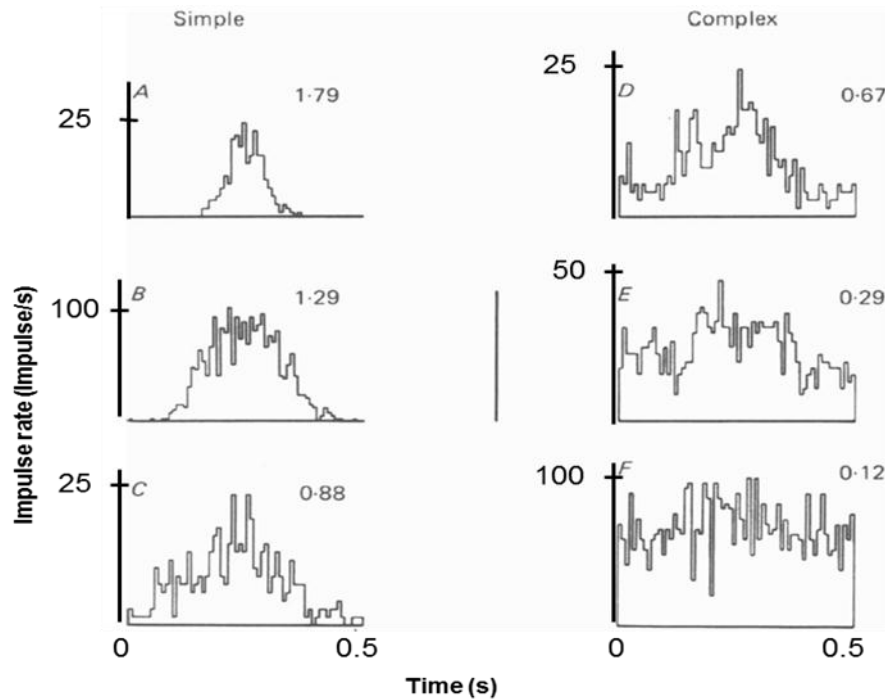 Simple
Complex
A
1·79
25
B
1·29
100
C
0·88
25
0
0.5
D
0·67
25
E
0·29
50
F
0·12
100
0
0.5
Impulse rate (Impulse/s)
Time (s)